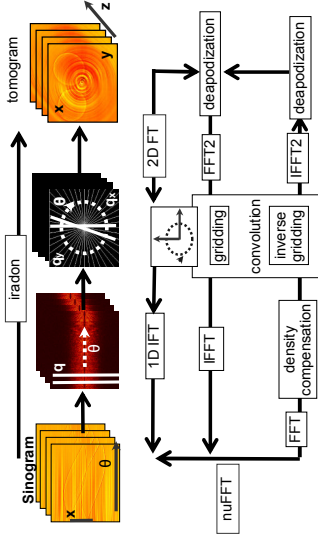 iradon
tomogram
Sinogram
x
θ
q
θ
qy
θ
qx
x
y
z
1D IFT
2D FT
IFFT
gridding
IFFT2
deapodization
convolution
nuFFT
FFT
density
compensation
inverse
gridding
IFFT2
deapodization